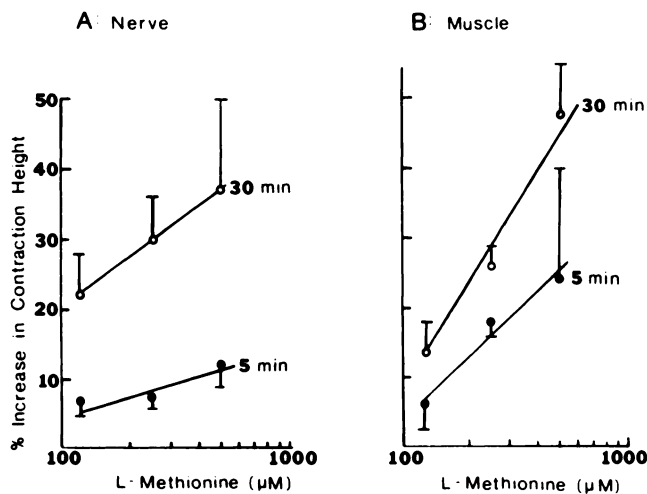 A: Nerve
B: Muscle
% Increase in Contraction Height
50
40
30
20
10
30 min
5 min
100
1000
L-Methionine (μM)
30 min
5 min
100
1000
L-Methionine (μM)